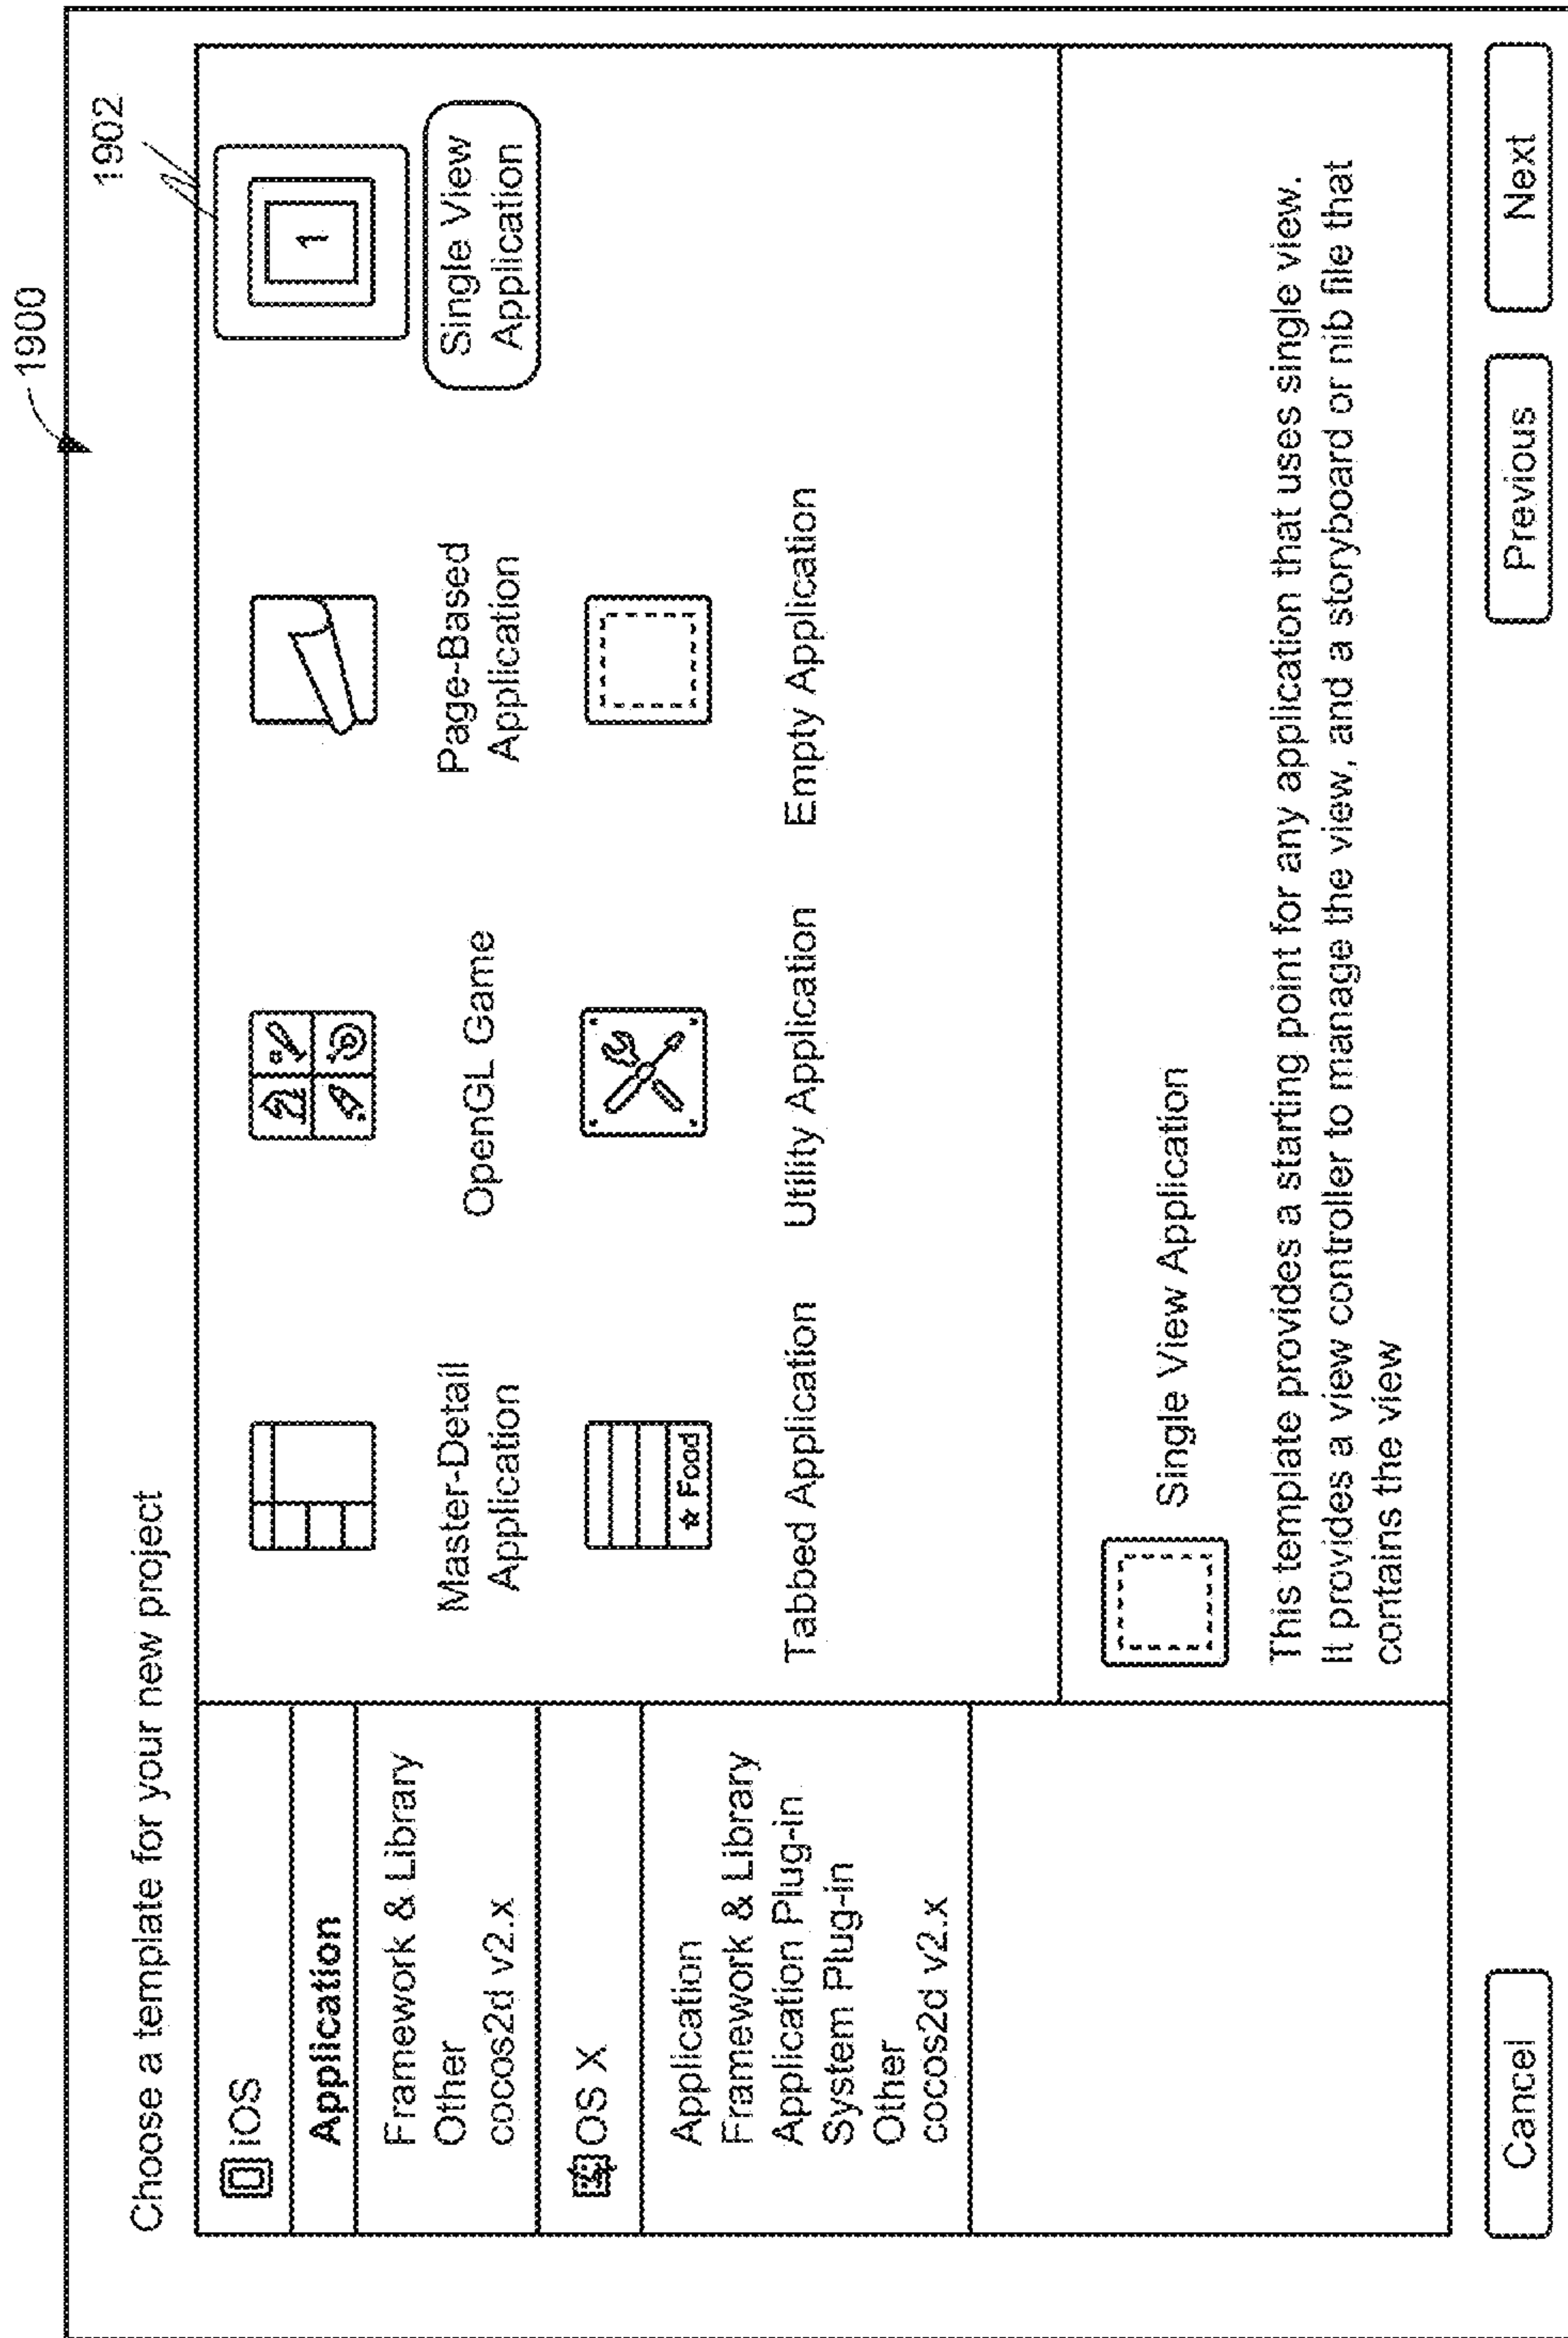 1900
1902
Choose a template for your new project
iOS
Application
Framework & Library
Other
cocos2d v2.x
OS X
Application
Framework & Library
Application Plug-in
System Plug-in
Other
cocos2d v2.x
Master-Detail
Application
OpenGL Game
Page-Based
Application
1
Single View
Application
☆ Food
Tabbed Application
Utility Application
Empty Application
Single View Application
This template provides a starting point for any application that uses single view.
It provides a view controller to manage the view, and a storyboard or nib file that
contains the view
Cancel
Previous
Next